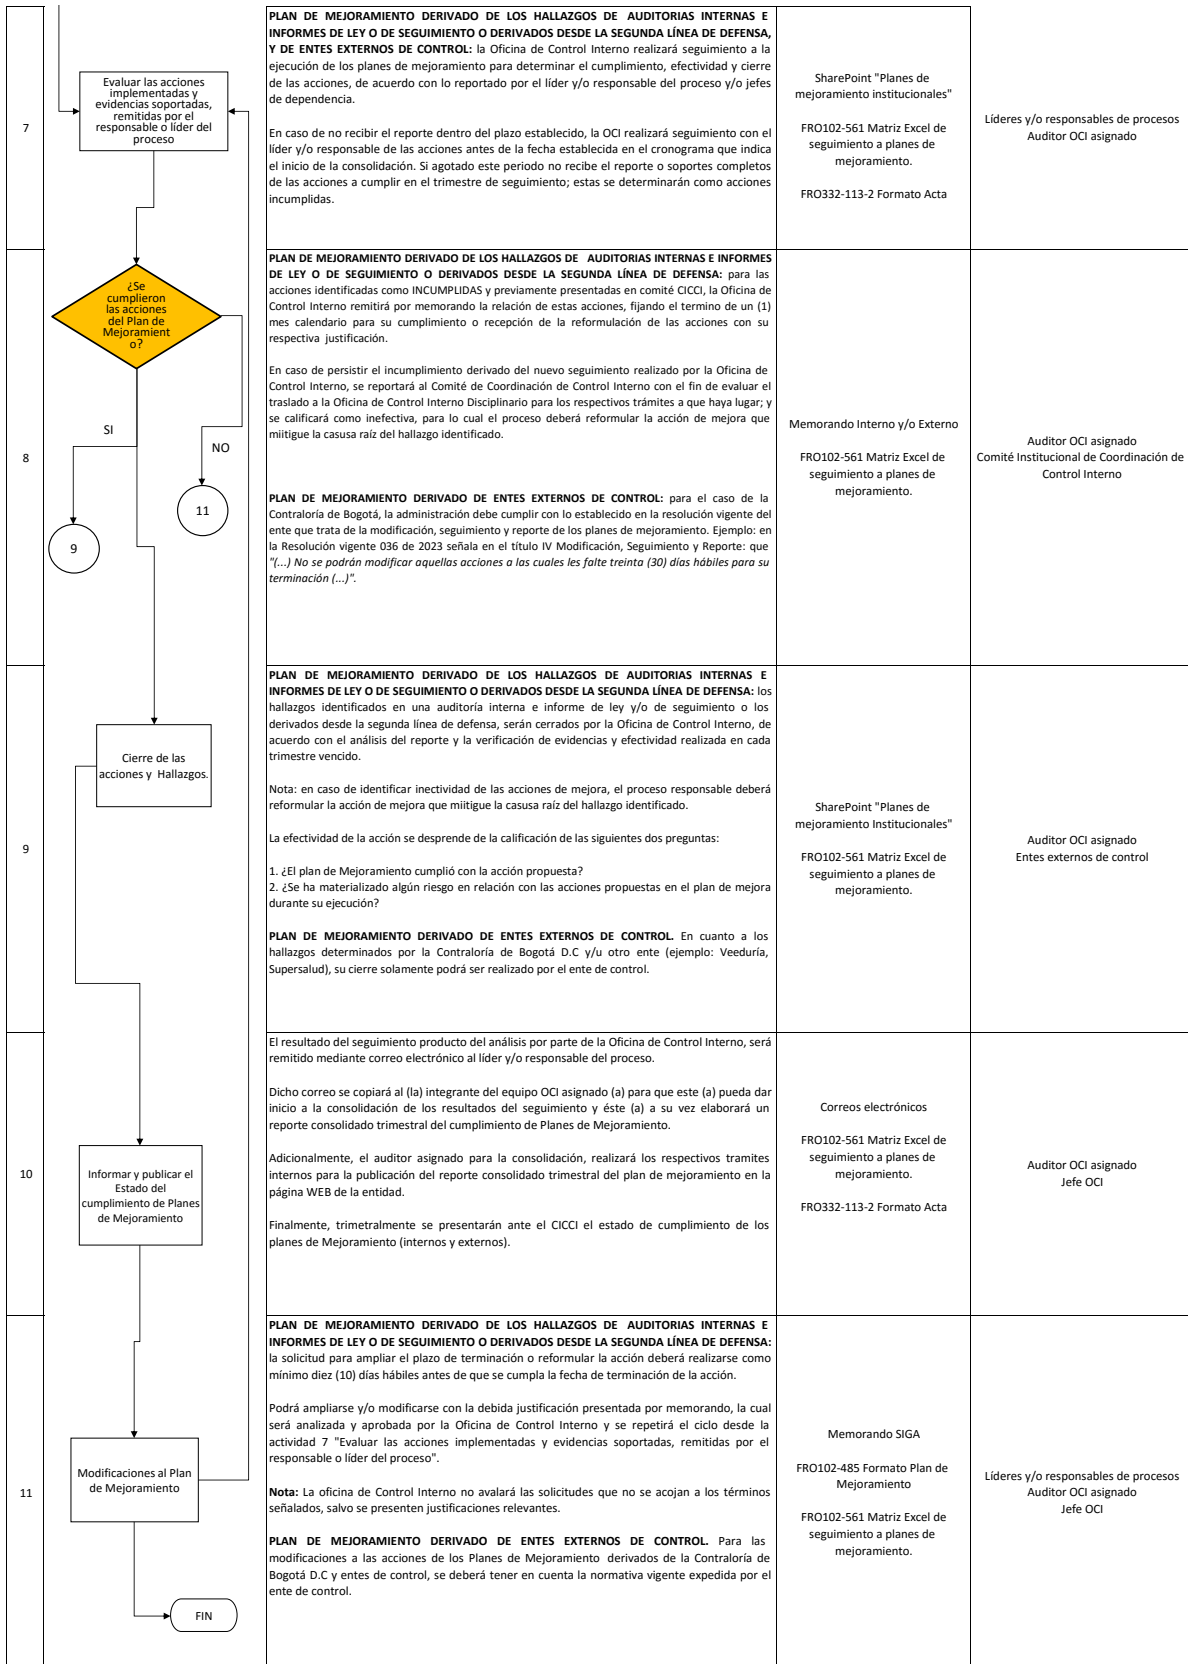 7
Evaluar las acciones
implementadas y
evidencias soportadas,
remitidas por el
responsable o líder del
proceso
PLAN DE MEJORAMIENTO DERIVADO DE LOS HALLAZGOS DE AUDITORIAS INTERNAS E
INFORMES DE LEY O DE SEGUIMIENTO O DERIVADOS DESDE LA SEGUNDA LÍNEA DE DEFENSA,
Y DE ENTES EXTERNOS DE CONTROL: la Oficina de Control Interno realizará seguimiento a la
ejecución de los planes de mejoramiento para determinar el cumplimiento, efectividad y cierre
de las acciones, de acuerdo con lo reportado por el líder y/o responsable del proceso y/o jefes
de dependencia.
En caso de no recibir el reporte dentro del plazo establecido, la OCI realizará seguimiento con el
líder y/o responsable de las acciones antes de la fecha establecida en el cronograma que indica
el inicio de la consolidación. Si agotado este periodo no recibe el reporte o soportes completos
de las acciones a cumplir en el trimestre de seguimiento; estas se determinarán como acciones
incumplidas.
SharePoint "Planes de
mejoramiento institucionales"
FRO102-561 Matriz Excel de
seguimiento a planes de
mejoramiento.
FRO332-113-2 Formato Acta
Líderes y/o responsables de procesos
Auditor OCI asignado
8
¿Se
cumplieron
las acciones
del Plan de
Mejoramient
o?
SI
NO
11
9
PLAN DE MEJORAMIENTO DERIVADO DE LOS HALLAZGOS DE AUDITORIAS INTERNAS E INFORMES
DE LEY O DE SEGUIMIENTO O DERIVADOS DESDE LA SEGUNDA LÍNEA DE DEFENSA: para las
acciones identificadas como INCUMPLIDAS y previamente presentadas en comité CICCI, la Oficina de
Control Interno remitirá por memorando la relación de estas acciones, fijando el termino de un (1)
mes calendario para su cumplimiento o recepción de la reformulación de las acciones con su
respectiva justificación.
En caso de persistir el incumplimiento derivado del nuevo seguimiento realizado por la Oficina de
Control Interno, se reportará al Comité de Coordinación de Control Interno con el fin de evaluar el
traslado a la Oficina de Control Interno Disciplinario para los respectivos trámites a que haya lugar; y
se calificará como inefectiva, para lo cual el proceso deberá reformular la acción de mejora que
miitigue la casusa raíz del hallazgo identificado.
PLAN DE MEJORAMIENTO DERIVADO DE ENTES EXTERNOS DE CONTROL: para el caso de la
Contraloría de Bogotá, la administración debe cumplir con lo establecido en la resolución vigente del
ente que trata de la modificación, seguimiento y reporte de los planes de mejoramiento. Ejemplo: en
la Resolución vigente 036 de 2023 señala en el título IV Modificación, Seguimiento y Reporte: que
"(...) No se podrán modificar aquellas acciones a las cuales les falte treinta (30) días hábiles para su
terminación (...)".
Memorando Interno y/o Externo
FRO102-561 Matriz Excel de
seguimiento a planes de
mejoramiento.
Auditor OCI asignado
Comité Institucional de Coordinación de
Control Interno
9
Cierre de las
acciones y Hallazgos.
PLAN DE MEJORAMIENTO DERIVADO DE LOS HALLAZGOS DE AUDITORIAS INTERNAS E
INFORMES DE LEY O DE SEGUIMIENTO O DERIVADOS DESDE LA SEGUNDA LÍNEA DE DEFENSA: los
hallazgos identificados en una auditoría interna e informe de ley y/o de seguimiento o los
derivados desde la segunda línea de defensa, serán cerrados por la Oficina de Control Interno, de
acuerdo con el análisis del reporte y la verificación de evidencias y efectividad realizada en cada
trimestre vencido.
Nota: en caso de identificar inectividad de las acciones de mejora, el proceso responsable deberá
reformular la acción de mejora que miitigue la casusa raíz del hallazgo identificado.
La efectividad de la acción se desprende de la calificación de las siguientes dos preguntas:
1. ¿El plan de Mejoramiento cumplió con la acción propuesta?
2. ¿Se ha materializado algún riesgo en relación con las acciones propuestas en el plan de mejora
durante su ejecución?
PLAN DE MEJORAMIENTO DERIVADO DE ENTES EXTERNOS DE CONTROL. En cuanto a los
hallazgos determinados por la Contraloría de Bogotá D.C y/u otro ente (ejemplo: Veeduría,
Supersalud), su cierre solamente podrá ser realizado por el ente de control.
SharePoint "Planes de
mejoramiento Institucionales"
FRO102-561 Matriz Excel de
seguimiento a planes de
mejoramiento.
Auditor OCI asignado
Entes externos de control
10
Informar y publicar el
Estado del
cumplimiento de Planes
de Mejoramiento
El resultado del seguimiento producto del análisis por parte de la Oficina de Control Interno, será
remitido mediante correo electrónico al líder y/o responsable del proceso.
Dicho correo se copiará al (la) integrante del equipo OCI asignado (a) para que este (a) pueda dar
inicio a la consolidación de los resultados del seguimiento y éste (a) a su vez elaborará un
reporte consolidado trimestral del cumplimiento de Planes de Mejoramiento.
Adicionalmente, el auditor asignado para la consolidación, realizará los respectivos tramites
internos para la publicación del reporte consolidado trimestral del plan de mejoramiento en la
página WEB de la entidad.
Finalmente, trimetralmente se presentarán ante el CICCI el estado de cumplimiento de los
planes de Mejoramiento (internos y externos).
Correos electrónicos
FRO102-561 Matriz Excel de
seguimiento a planes de
mejoramiento.
FRO332-113-2 Formato Acta
Auditor OCI asignado
Jefe OCI
11
Modificaciones al Plan
de Mejoramiento
FIN
PLAN DE MEJORAMIENTO DERIVADO DE LOS HALLAZGOS DE AUDITORIAS INTERNAS E
INFORMES DE LEY O DE SEGUIMIENTO O DERIVADOS DESDE LA SEGUNDA LÍNEA DE DEFENSA:
la solicitud para ampliar el plazo de terminación o reformular la acción deberá realizarse como
mínimo diez (10) días hábiles antes de que se cumpla la fecha de terminación de la acción.
Podrá ampliarse y/o modificarse con la debida justificación presentada por memorando, la cual
será analizada y aprobada por la Oficina de Control Interno y se repetirá el ciclo desde la
actividad 7 "Evaluar las acciones implementadas y evidencias soportadas, remitidas por el
responsable o líder del proceso".
Nota: La oficina de Control Interno no avalará las solicitudes que no se acojan a los términos
señalados, salvo se presenten justificaciones relevantes.
PLAN DE MEJORAMIENTO DERIVADO DE ENTES EXTERNOS DE CONTROL. Para las
modificaciones a las acciones de los Planes de Mejoramiento derivados de la Contraloría de
Bogotá D.C y entes de control, se deberá tener en cuenta la normativa vigente expedida por el
ente de control.
Memorando SIGA
FRO102-485 Formato Plan de
Mejoramiento
FRO102-561 Matriz Excel de
seguimiento a planes de
mejoramiento.
Líderes y/o responsables de procesos
Auditor OCI asignado
Jefe OCI